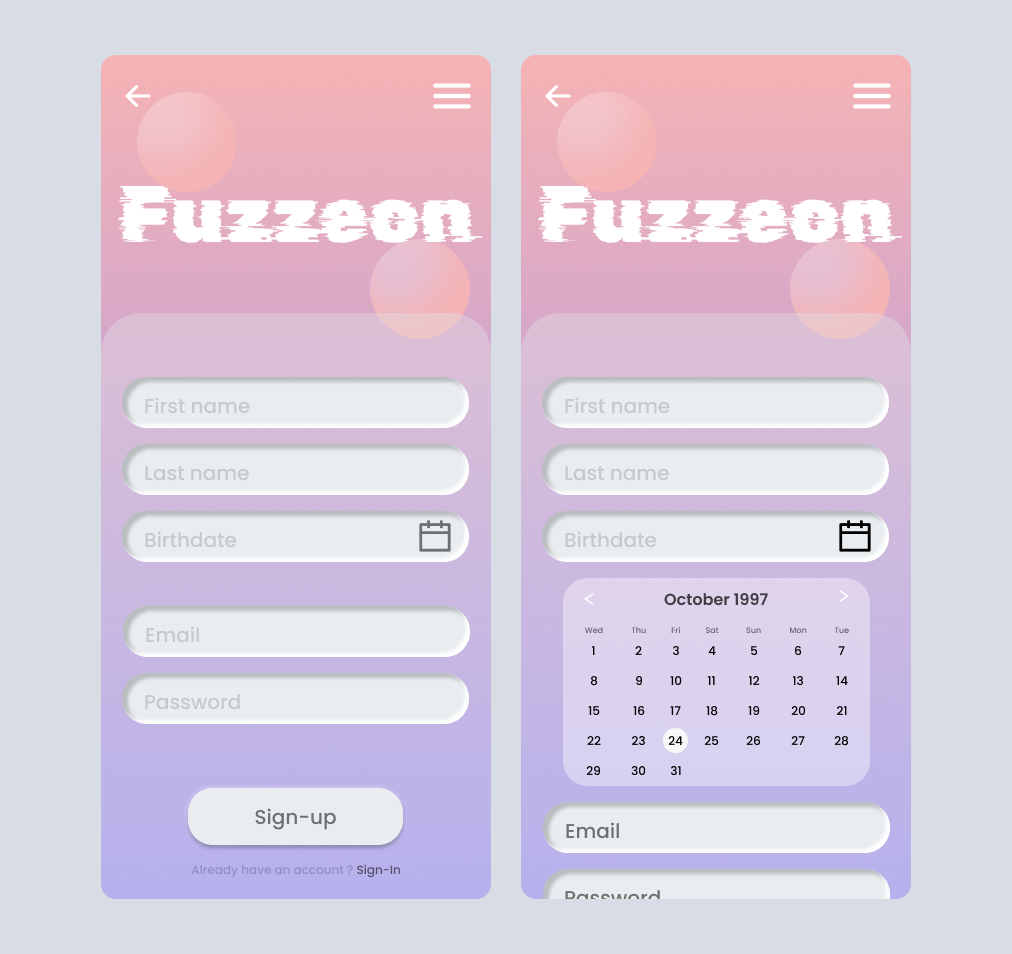 Fuzzeon
First name
Last name
Birthdate
Email
Password
Sign-up
Already have an account ? Sign-In
Fuzzeon
First name
Last name
Birthdate
< October 1997 >
Wed Thu Fri Sat Sun Mon Tue
1 2 3 4 5 6 7
8 9 10 11 12 13 14
15 16 17 18 19 20 21
22 23 24 25 26 27 28
29 30 31
Email
Password